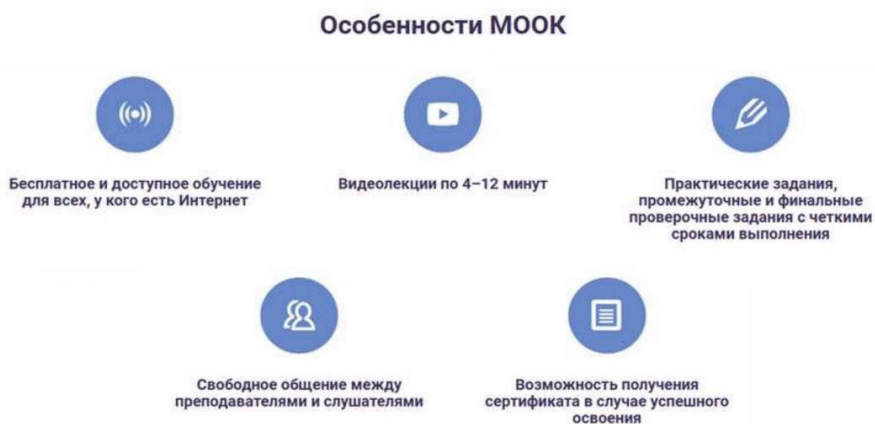 Особенности МООК
Бесплатное и доступное обучение
для всех, у кого есть Интернет
Видеолекции по 4–12 минут
Практические задания,
промежуточные и финальные
проверочные задания с четкими
сроками выполнения
Свободное общение между
преподавателями и слушателями
Возможность получения
сертификата в случае успешного
освоения